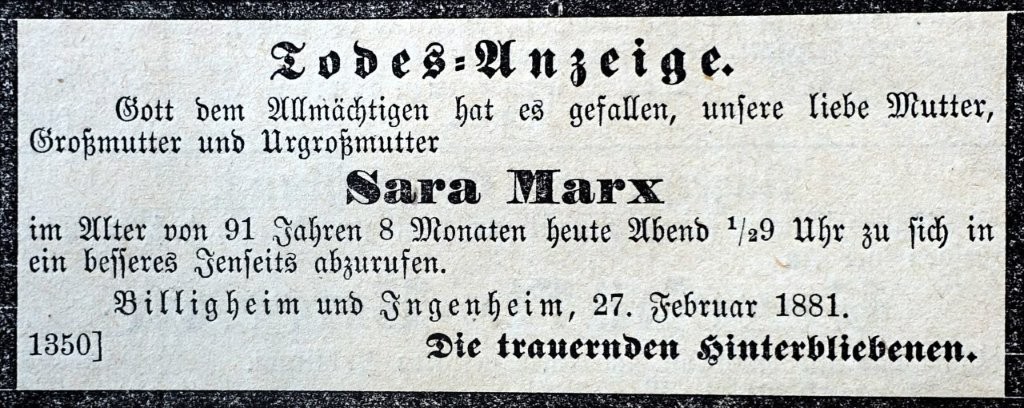 Todes-Anzeige.
Gott dem Allmächtigen hat es gefallen, unsere liebe Mutter,
Großmutter und Urgroßmutter
Sara Marx
im Alter von 91 Jahren 8 Monaten heute Abend ½9 Uhr zu sich in
ein besseres Jenseits abzurufen.
Billigheim und Ingenheim, 27. Februar 1881.
1350] Die trauernden Hinterbliebenen.